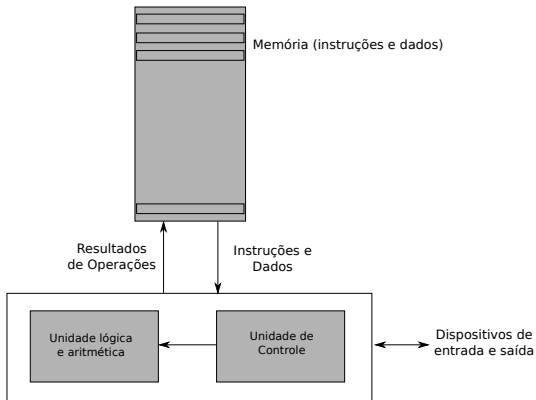 Memória (instruções e dados)
Resultados
de Operações
Instruções e
Dados
Unidade lógica
e aritmética
Unidade de
Controle
Dispositivos de
entrada e saída